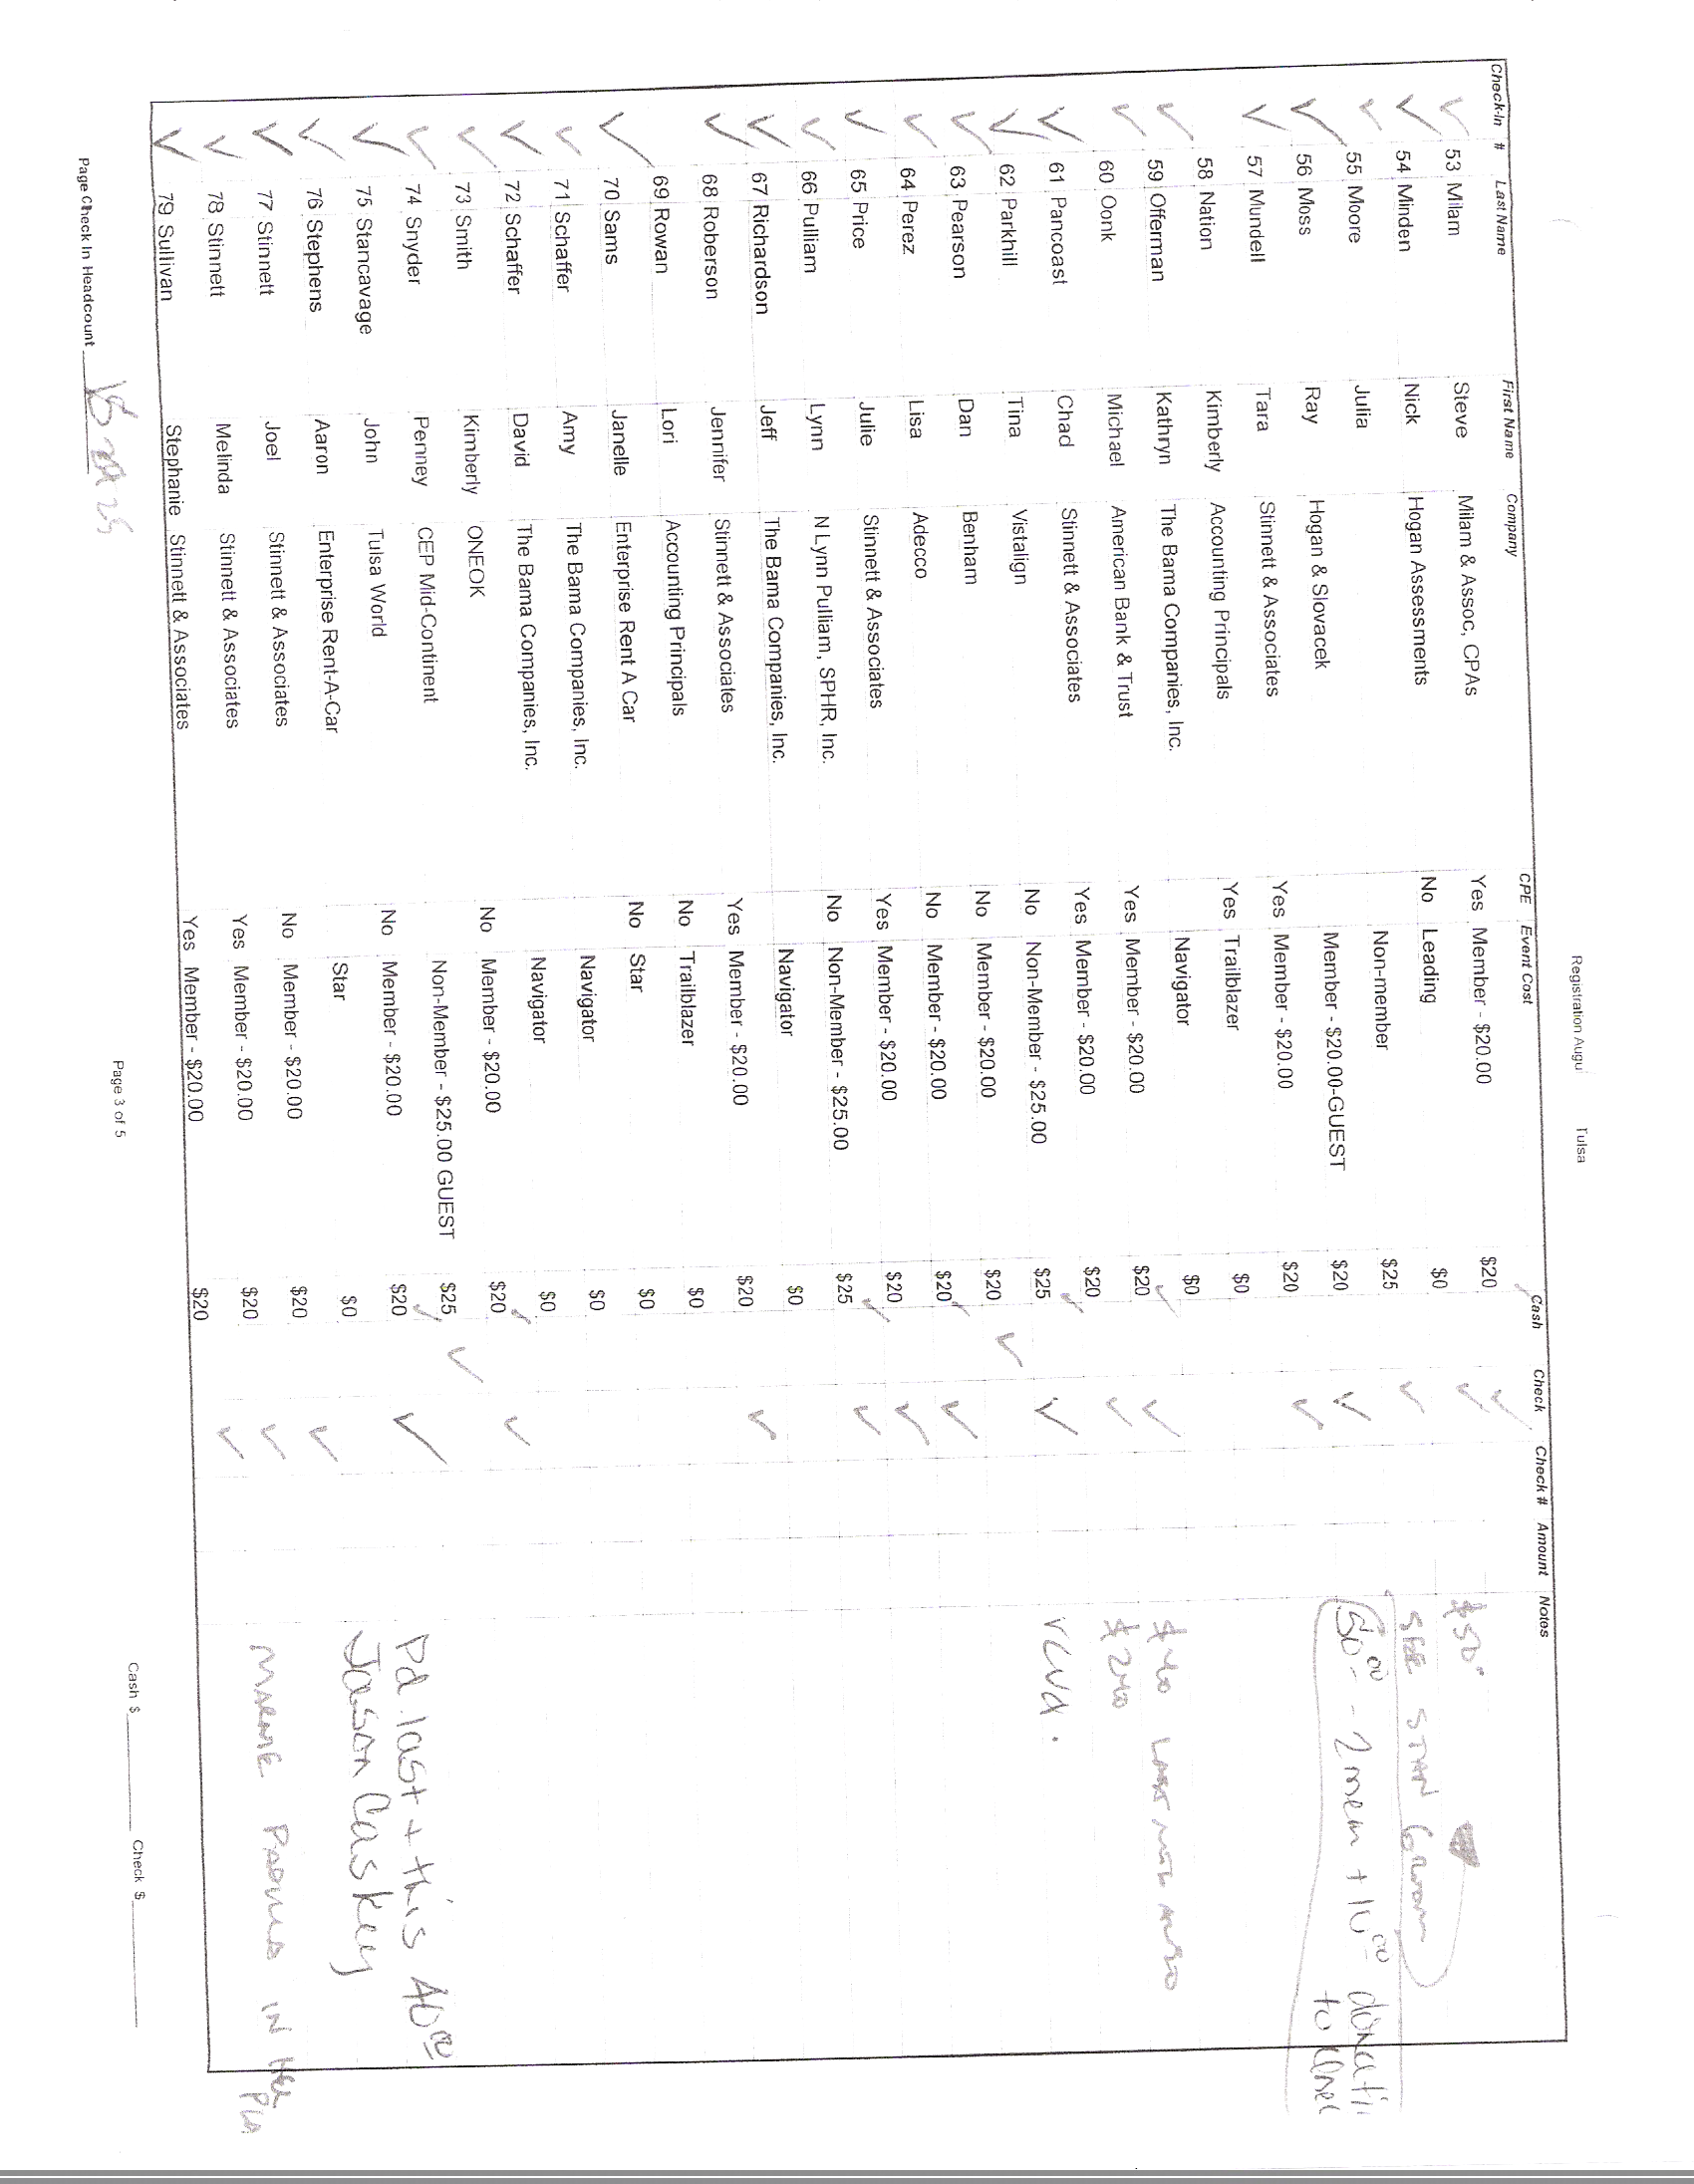 Registration Augu Tulsa
Check-In # Last Name First Name Company CPE Event Cost Cash Check Check # Amount Notes
53 Milam Steve Milam & Assoc, CPAs Yes Member - $20.00 $20 $50.
54 Minden Nick Hogan Assessments No Leading $0 SEE STAN
55 Moore Julia Non-member $25
56 Moss Ray Hogan & Slovacek Member - $20.00-GUEST $20 50.00 - 2 mem + 10.00 donati
to
57 Mundell Tara Stinnett & Associates Yes Member - $20.00 $20
58 Nation Kimberly Accounting Principals Yes Trailblazer $0
59 Offerman Kathryn The Bama Companies, Inc. Navigator $0 $40 LAST
60 Oonk Michael American Bank & Trust Yes Member - $20.00 $20 $240
61 Pancoast Chad Stinnett & Associates Yes Member - $20.00 $20 rcvd.
62 Parkhill Tina Vistalign No Non-Member - $25.00 $25
63 Pearson Dan Benham No Member - $20.00 $20
64 Perez Lisa Adecco No Member - $20.00 $20
65 Price Julie Stinnett & Associates Yes Member - $20.00 $20
66 Pulliam Lynn N Lynn Pulliam, SPHR, Inc. No Non-Member - $25.00 $25
67 Richardson Jeff The Bama Companies, Inc. Navigator $0
68 Roberson Jennifer Stinnett & Associates Yes Member - $20.00 $20
69 Rowan Lori Accounting Principals No Trailblazer $0
70 Sams Janelle Enterprise Rent A Car No Star $0
71 Schaffer Amy The Bama Companies, Inc. Navigator $0
72 Schaffer David The Bama Companies, Inc. Navigator $0
73 Smith Kimberly ONEOK No Member - $20.00 $20
74 Snyder Penney CEP Mid-Continent Non-Member - $25.00 GUEST $25
75 Stancavage John Tulsa World No Member - $20.00 $20 Pd. last + this 40.00
76 Stephens Aaron Enterprise Rent-A-Car Star $0 Jason Caskey
77 Stinnett Joel Stinnett & Associates No Member - $20.00 $20
78 Stinnett Melinda Stinnett & Associates Yes Member - $20.00 $20 IN
79 Sullivan Stephanie Stinnett & Associates Yes Member - $20.00 $20
Page Check In Headcount 25
Page 3 of 5
Cash $ Check $